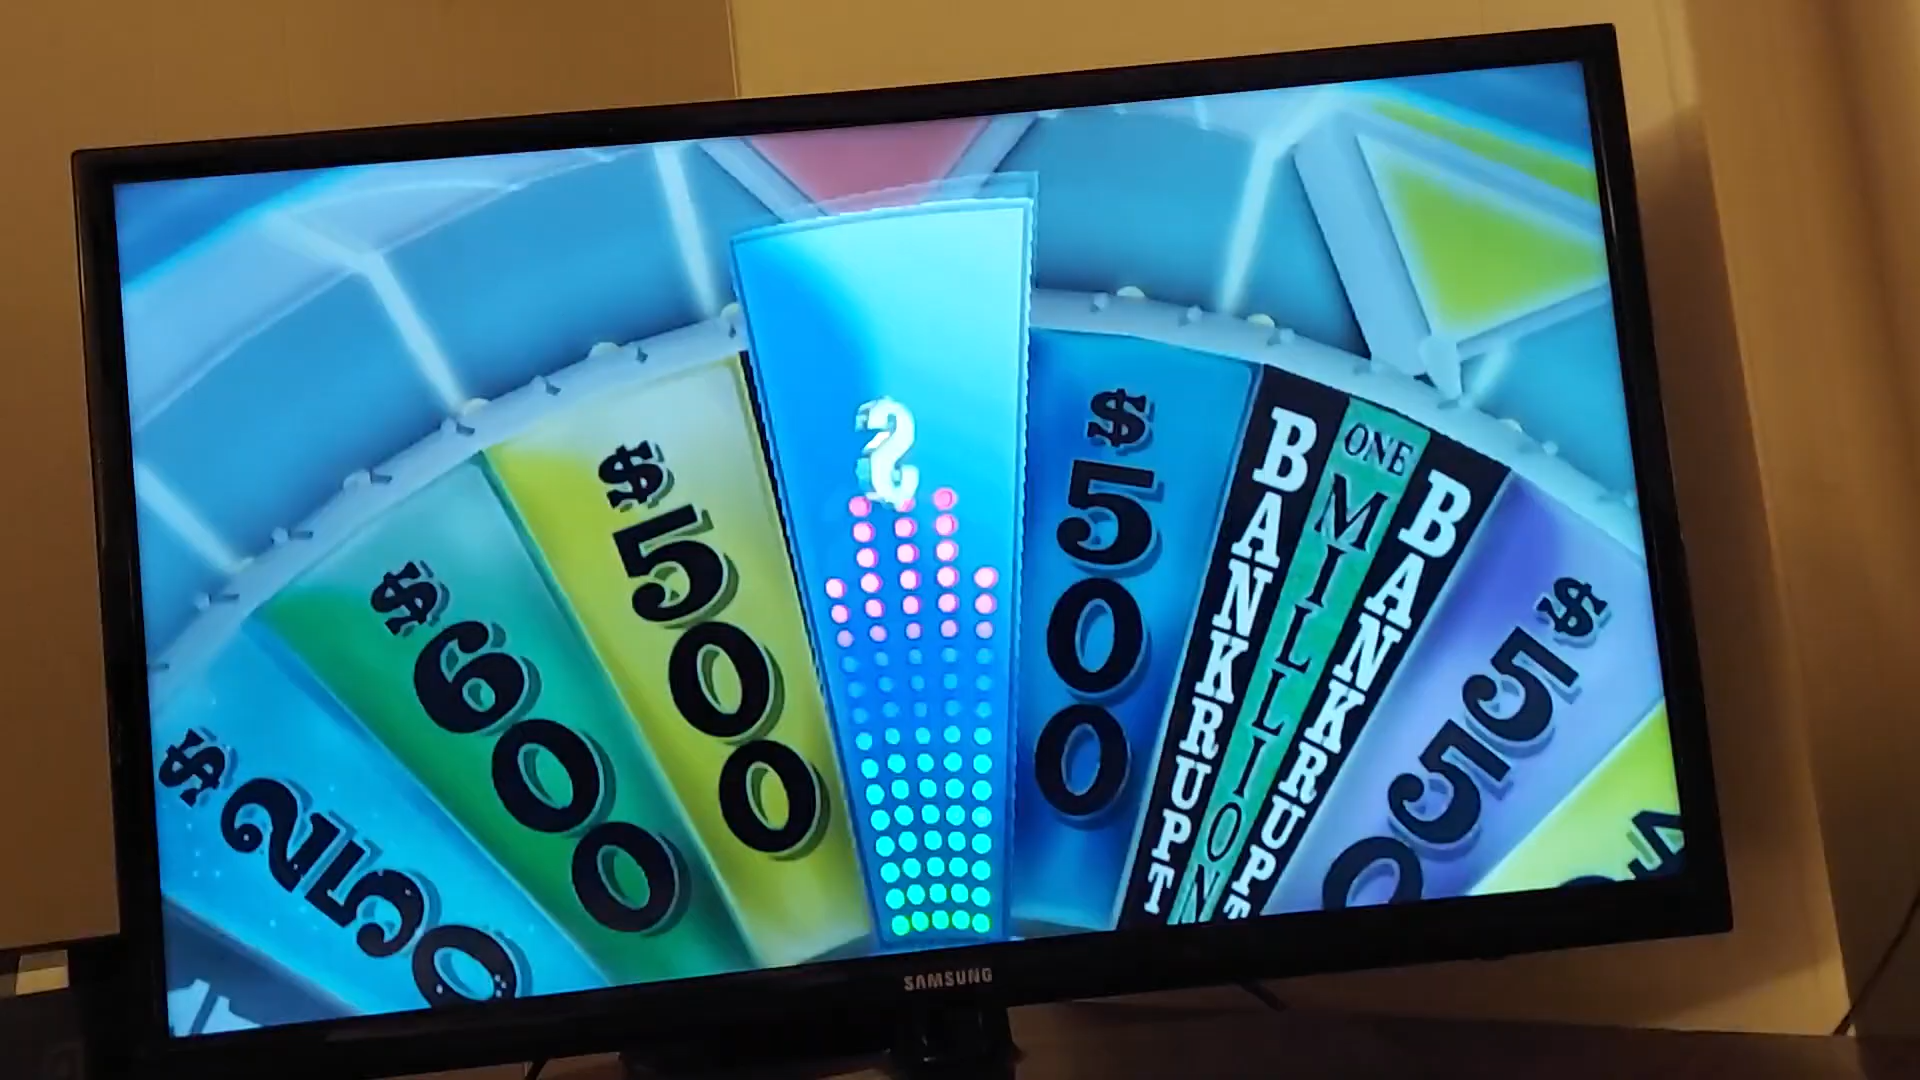 $2500
$600
$500
$
$500
BANKRUPT
ONE MILLION
BANKRUPT
$550
SAMSUNG